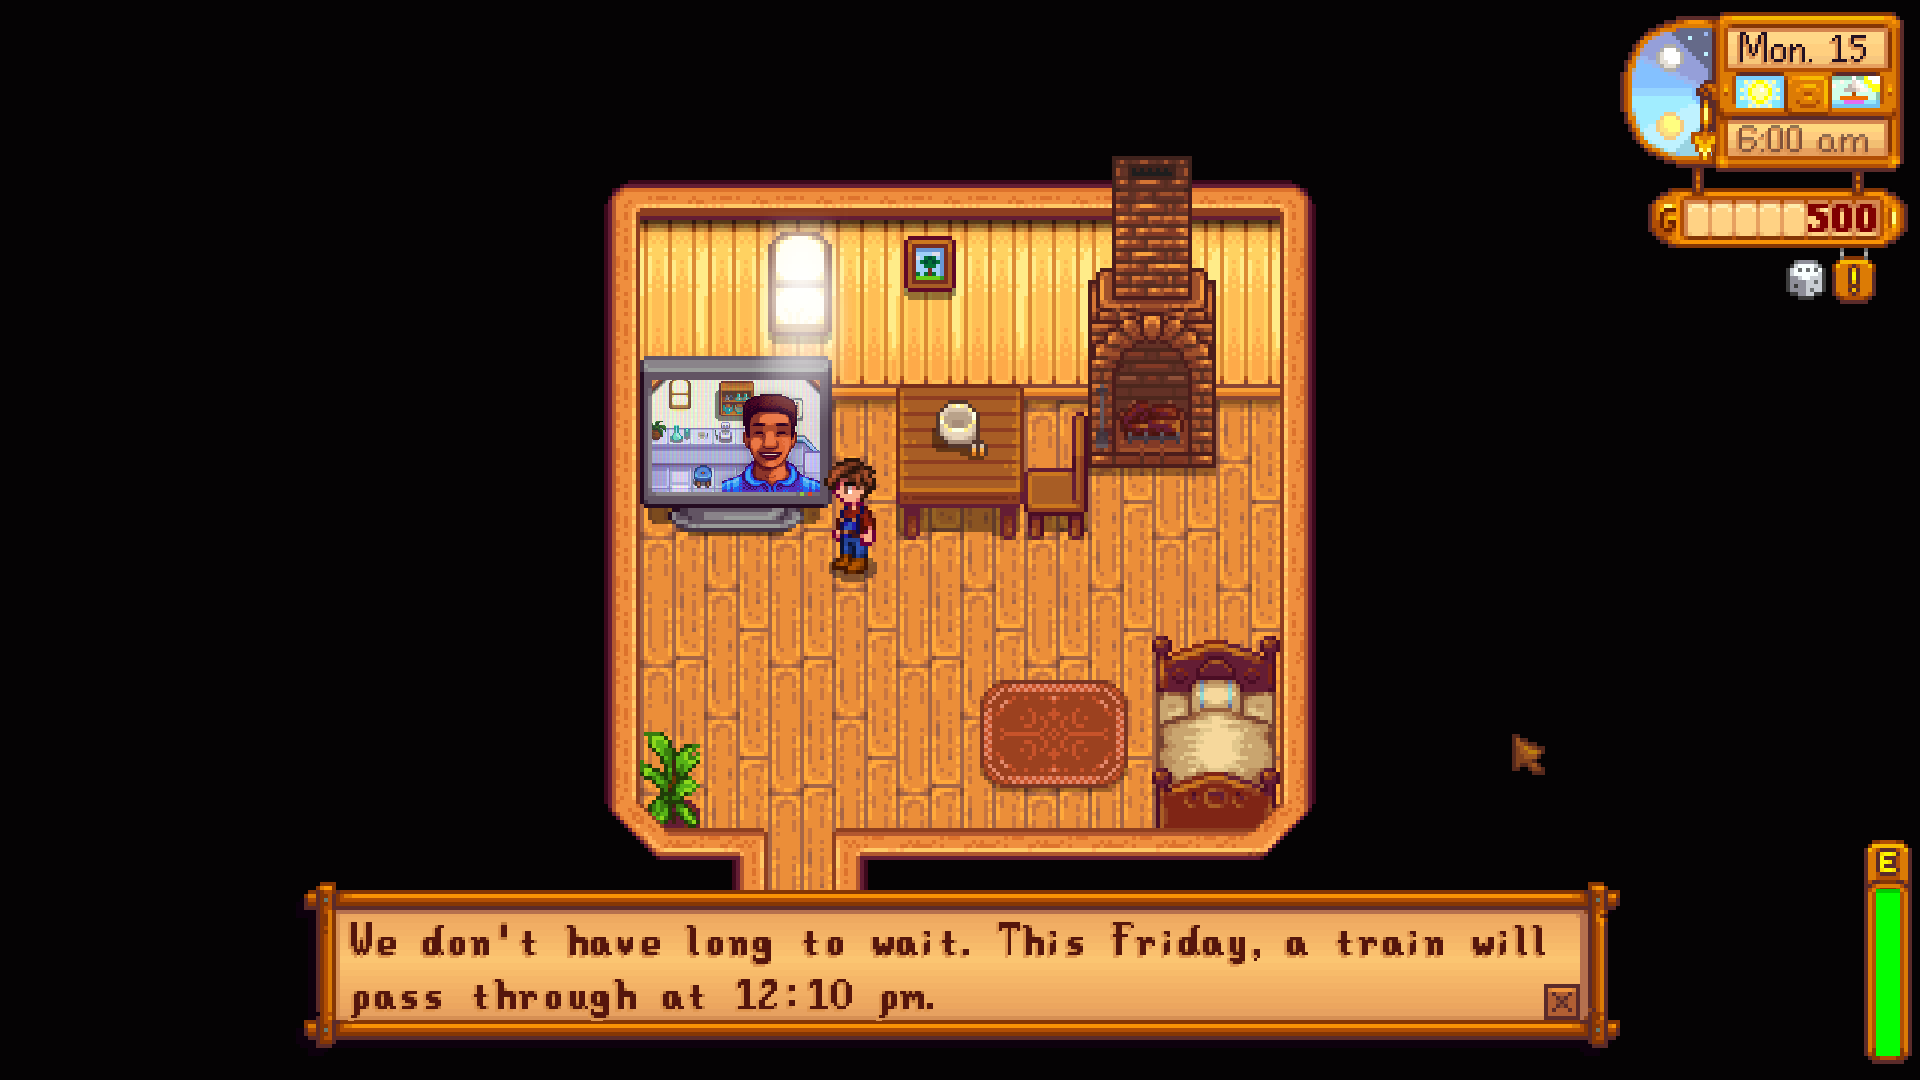 Mon. 15
6:00 am
G 500
!
E
We don't have long to wait. This Friday, a train will
pass through at 12:10 pm.